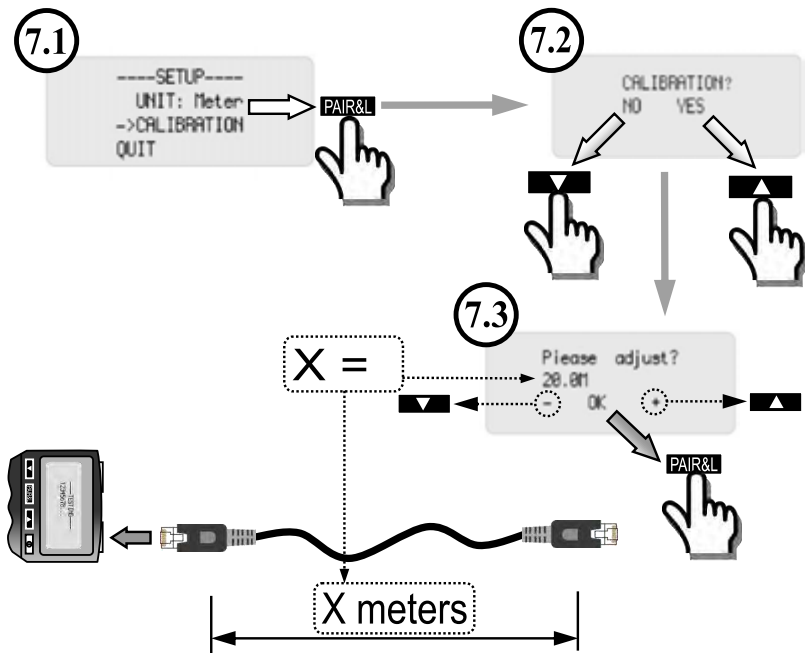 7.1
----SETUP----
UNIT: Meter
->CALIBRATION
QUIT
PAIR&L
7.2
CALIBRATION?
NO YES
7.3
Piease adjust?
20.0M
- OK +
PAIR&L
X =
X meters